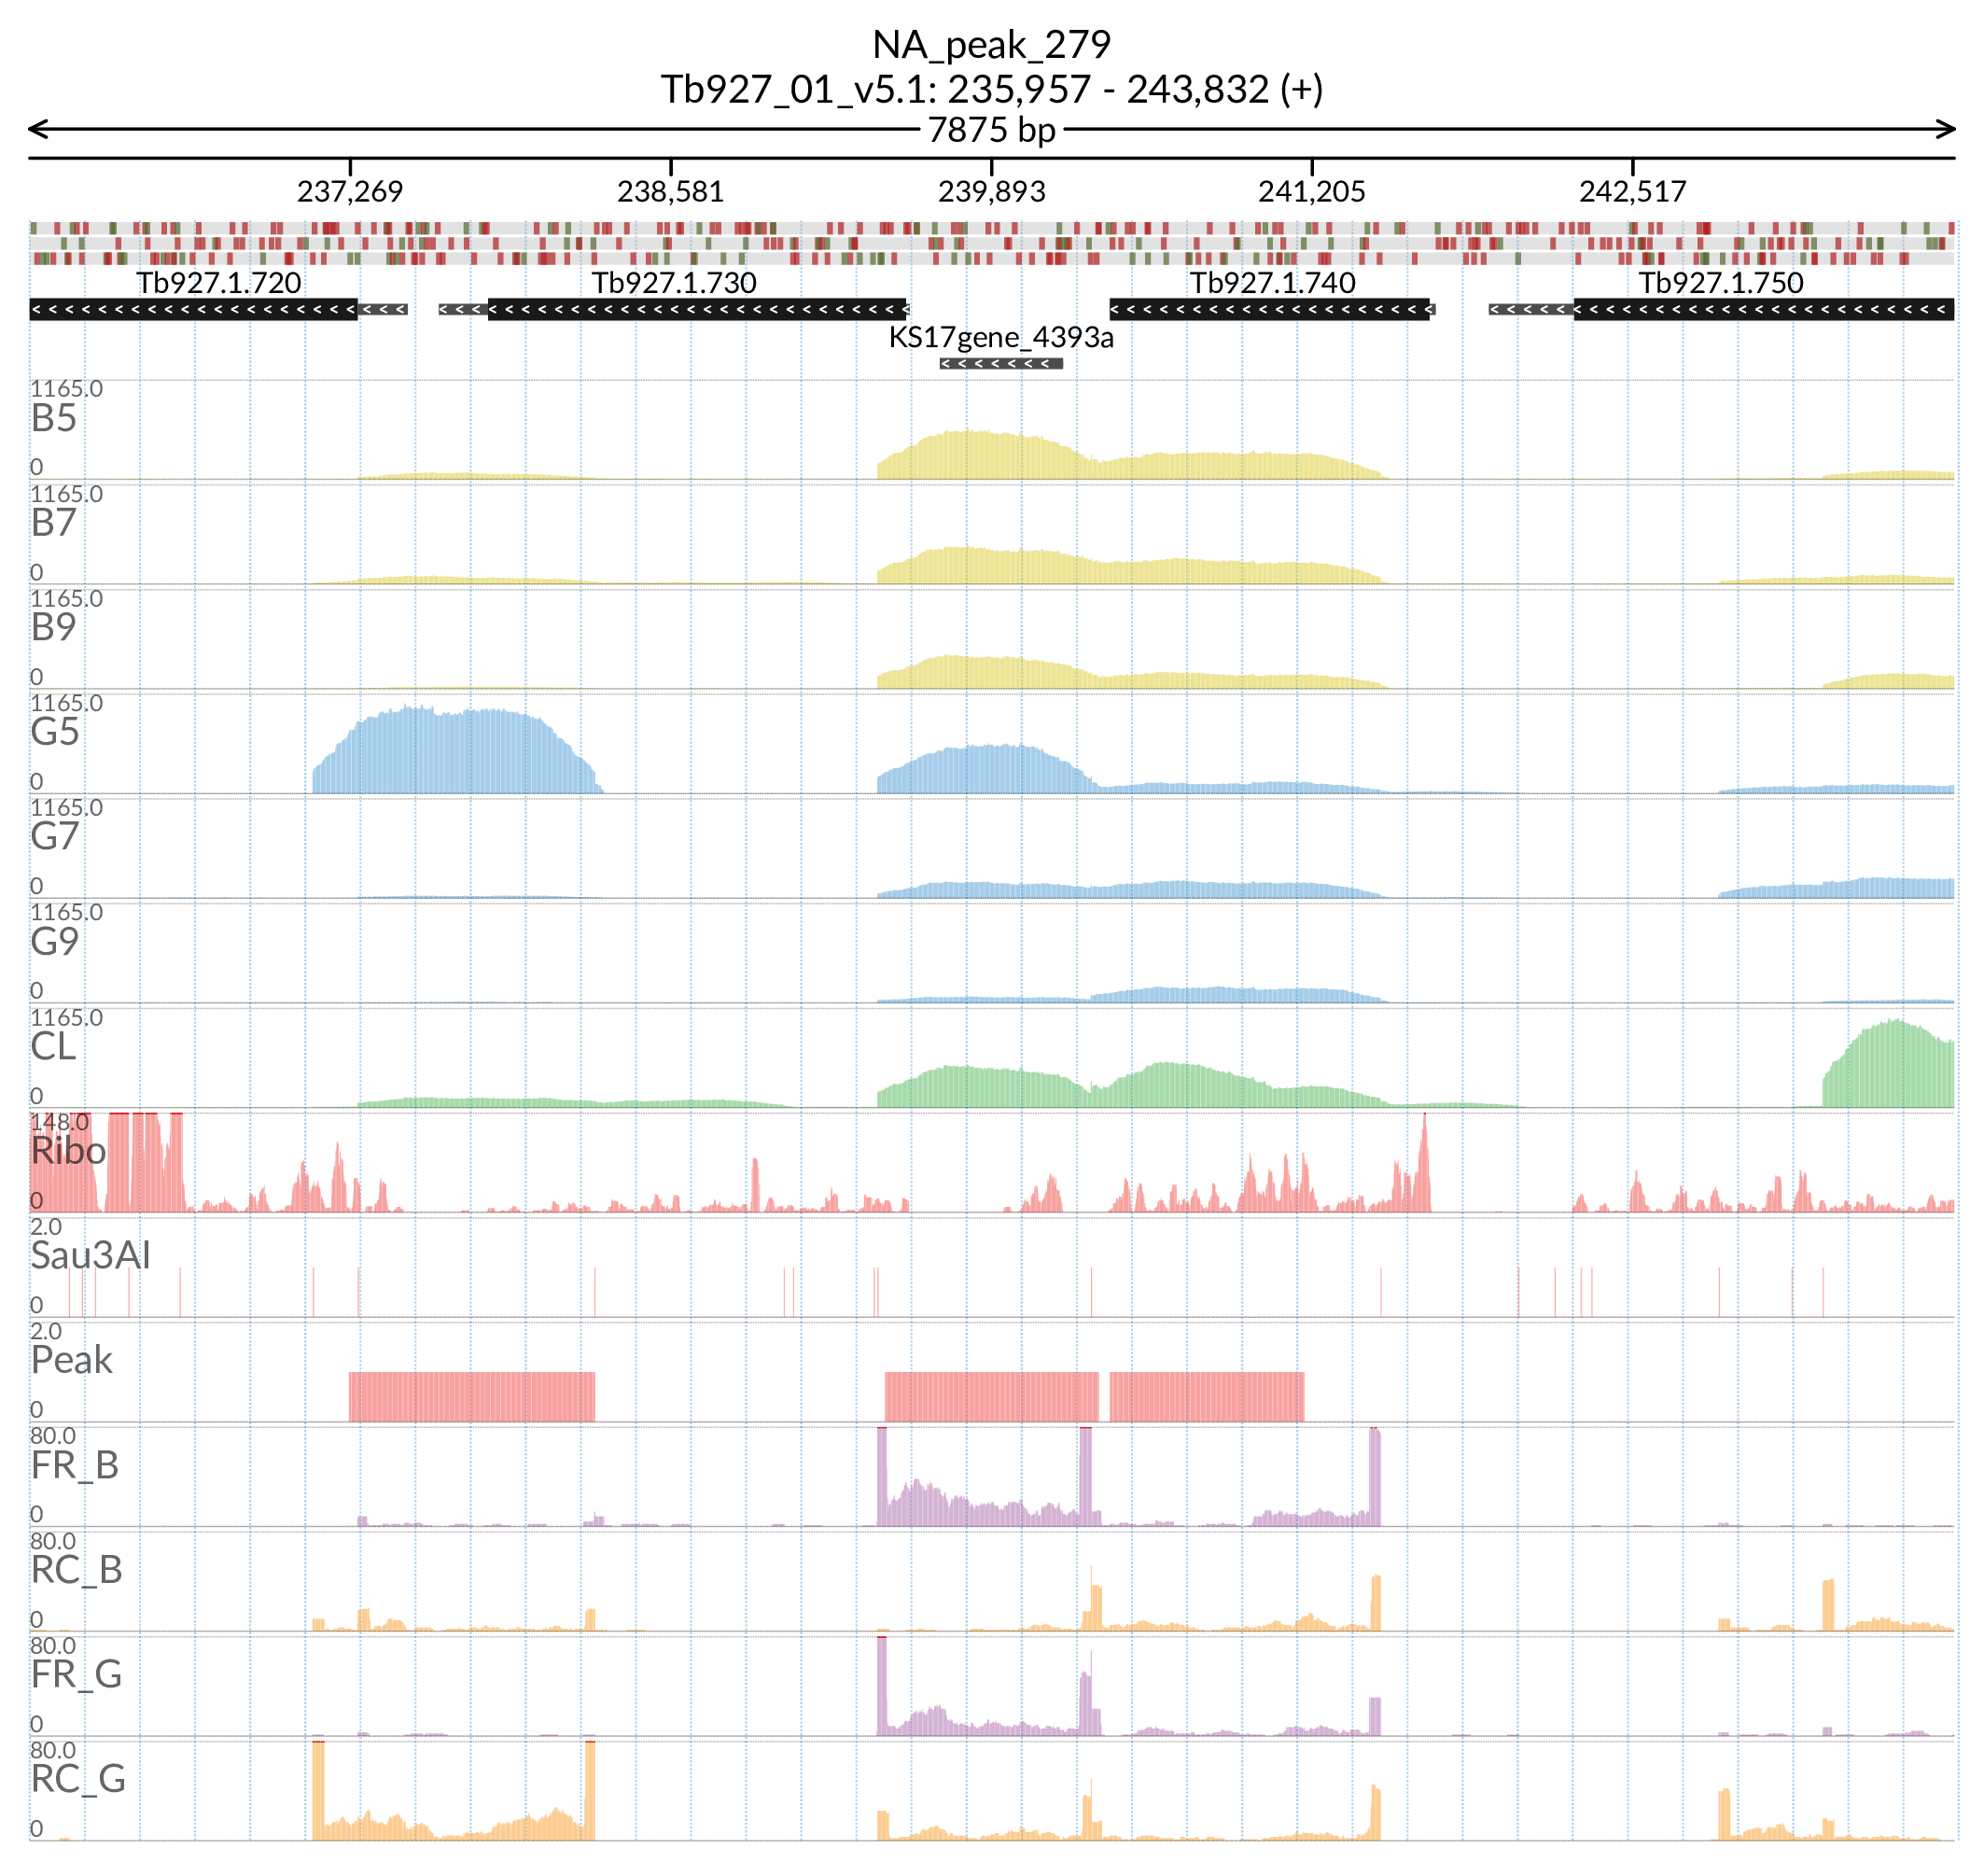 NA_peak_279
Tb927_01_v5.1: 235,957 - 243,832 (+)
7875 bp
237,269 238,581 239,893 241,205 242,517
Tb927.1.720 Tb927.1.730 Tb927.1.740 Tb927.1.750
KS17gene_4393a
1165.0
B5
0
1165.0
B7
0
1165.0
B9
0
1165.0
G5
0
1165.0
G7
0
1165.0
G9
0
1165.0
CL
0
148.0
Ribo
0
2.0
Sau3AI
0
2.0
Peak
0
80.0
FR_B
0
80.0
RC_B
0
80.0
FR_G
0
80.0
RC_G
0